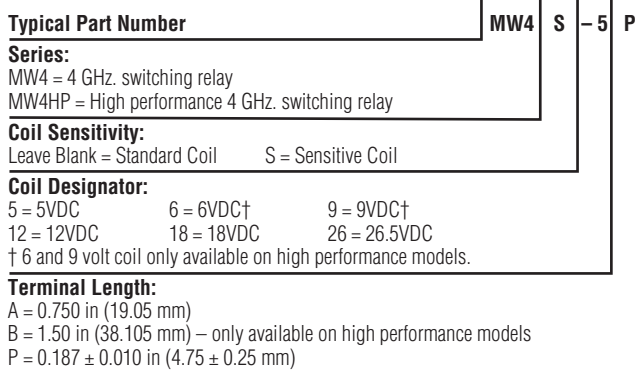 Typical Part Number MW4 S – 5 P
Series:
MW4 = 4 GHz. switching relay
MW4HP = High performance 4 GHz. switching relay
Coil Sensitivity:
Leave Blank = Standard Coil S = Sensitive Coil
Coil Designator:
5 = 5VDC 6 = 6VDC† 9 = 9VDC†
12 = 12VDC 18 = 18VDC 26 = 26.5VDC
† 6 and 9 volt coil only available on high performance models.
Terminal Length:
A = 0.750 in (19.05 mm)
B = 1.50 in (38.105 mm) – only available on high performance models
P = 0.187 ± 0.010 in (4.75 ± 0.25 mm)